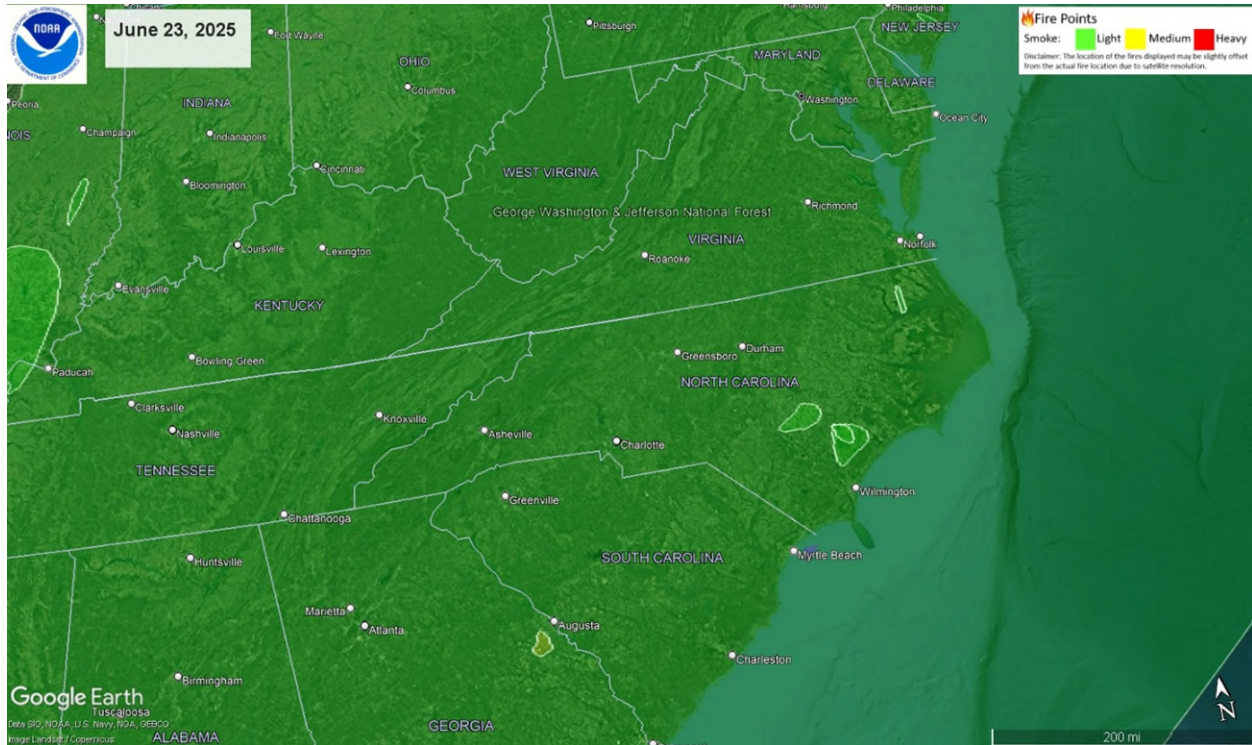 NOAA
June 23, 2025
Fire Points
Smoke: Light Medium Heavy
Disclaimer: The location of the fires displayed may be slightly offset
from the actual fire location due to satellite resolution.
Pittsburgh
Philadelphia
NEW JERSEY
Fort Wayne
MARYLAND
OHIO
DELAWARE
Columbus
Washington
Peoria
INDIANA
Ocean City
Champaign
Indianapolis
NOIS
Cincinnati
WEST VIRGINIA
Bloomington
Richmond
George Washington & Jefferson National Forest
VIRGINIA
Norfolk
Louisville
Lexington
Roanoke
Evansville
KENTUCKY
Durham
Greensboro
Bowling Green
Paducah
NORTH CAROLINA
Clarksville
Knoxville
Nashville
Asheville
Charlotte
TENNESSEE
Wilmington
Greenville
Chattanooga
Myrtle Beach
Huntsville
SOUTH CAROLINA
Marietta
Atlanta
Augusta
Charleston
Birmingham
Google Earth
Tuscaloosa
Data SIO, NOAA, U.S. Navy, NGA, GEBCO
Image Landsat / Copernicus
ALABAMA
GEORGIA
N
200 mi